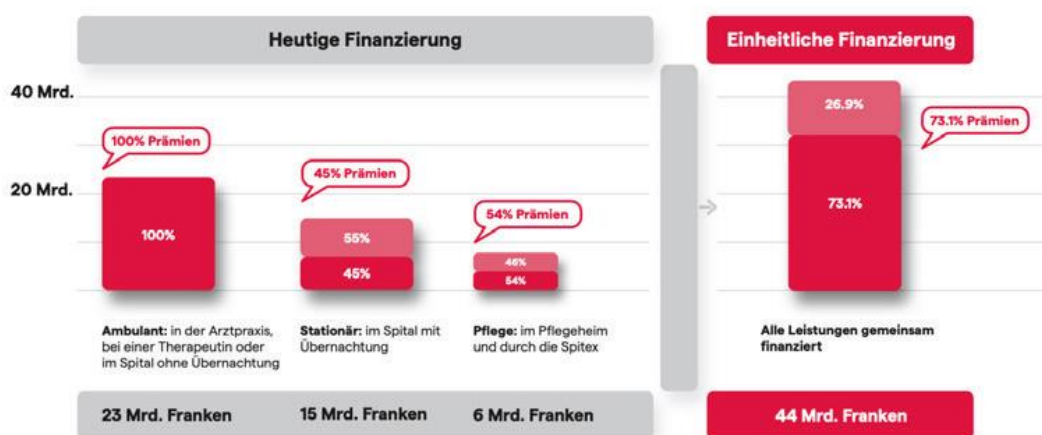 Heutige Finanzierung
Einheitliche Finanzierung
40 Mrd.
20 Mrd.
100% Prämien
100%
45% Prämien
55%
45%
54% Prämien
46%
54%
26.9%
73.1% Prämien
73.1%
Ambulant: in der Arztpraxis,
bei einer Therapeutin oder
im Spital ohne Übernachtung
Stationär: im Spital mit
Übernachtung
Pflege: im Pflegeheim
und durch die Spitex
Alle Leistungen gemeinsam
finanziert
23 Mrd. Franken
15 Mrd. Franken
6 Mrd. Franken
44 Mrd. Franken